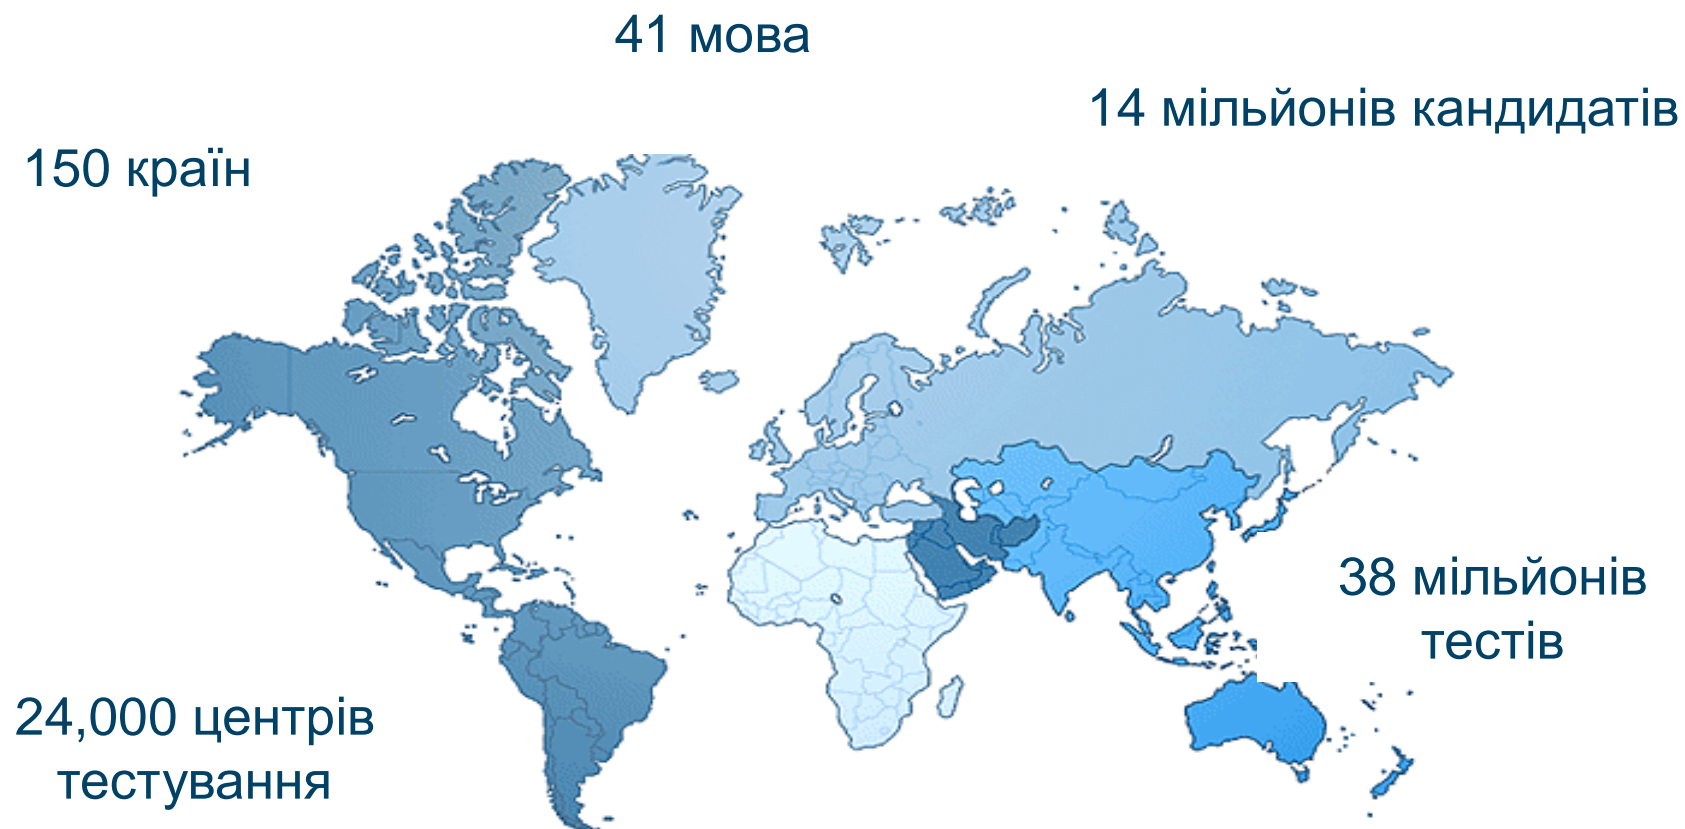 41 мова
14 мільйонів кандидатів
150 країн
38 мільйонів
тестів
24,000 центрів
тестування